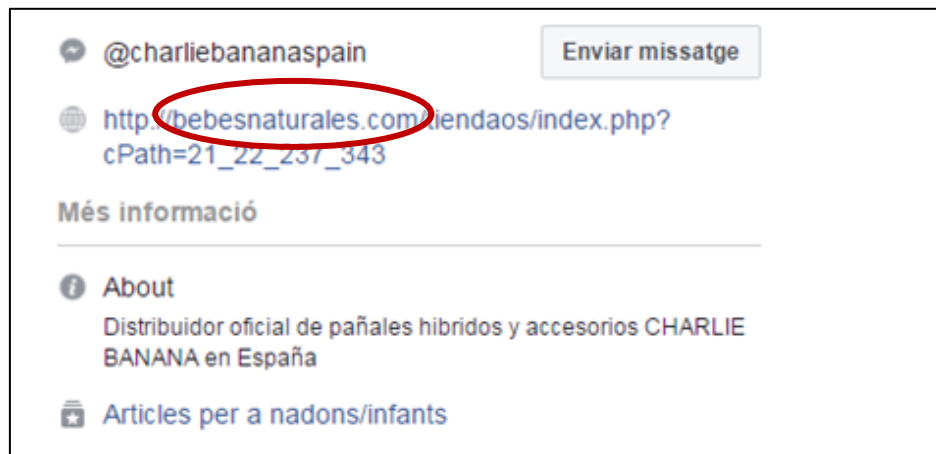 @charliebananaspain
Enviar missatge
http://bebesnaturales.com/tiendaos/index.php?
cPath=21_22_237_343
Més informació
About
Distribuidor oficial de pañales hibridos y accesorios CHARLIE
BANANA en España
Articles per a nadons/infants